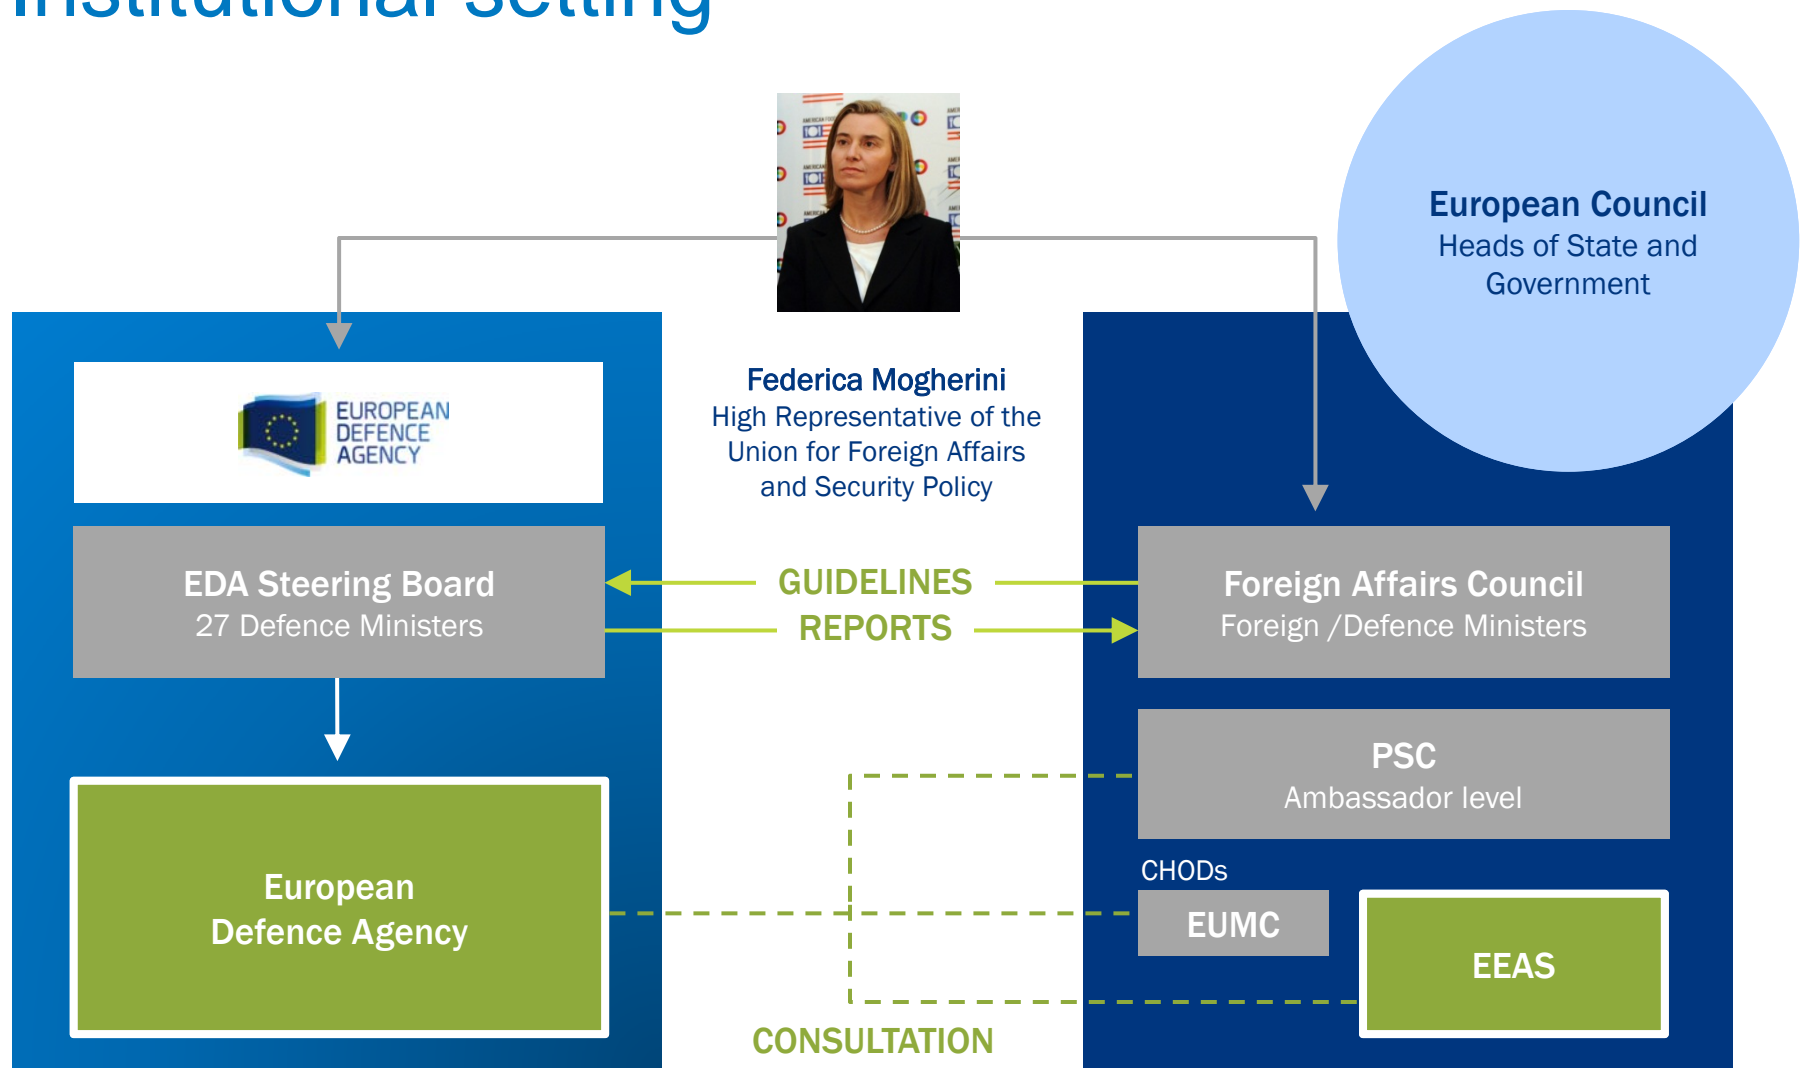 Institutional setting
European Council
Heads of State and
Government
EUROPEAN
DEFENCE
AGENCY
Federica Mogherini
High Representative of the
Union for Foreign Affairs
and Security Policy
EDA Steering Board
27 Defence Ministers
GUIDELINES
REPORTS
Foreign Affairs Council
Foreign /Defence Ministers
PSC
Ambassador level
CHODs
EUMC
EEAS
European
Defence Agency
CONSULTATION